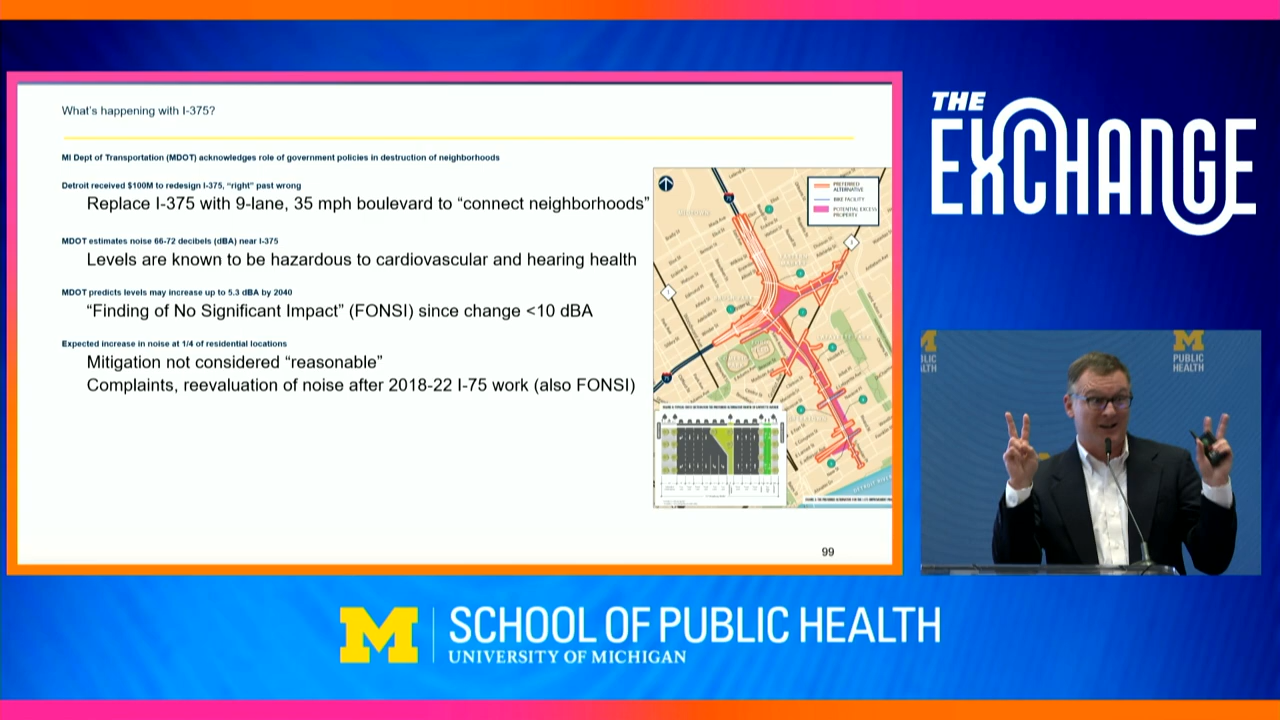 What's happening with I-375?
MI Dept of Transportation (MDOT) acknowledges role of government policies in destruction of neighborhoods
Detroit received $100M to redesign I-375, "right" past wrong
Replace I-375 with 9-lane, 35 mph boulevard to "connect neighborhoods"
MDOT estimates noise 66-72 decibels (dBA) near I-375
Levels are known to be hazardous to cardiovascular and hearing health
MDOT predicts levels may increase up to 5.3 dBA by 2040
"Finding of No Significant Impact" (FONSI) since change <10 dBA
Expected increase in noise at 1/4 of residential locations
Mitigation not considered "reasonable"
Complaints, reevaluation of noise after 2018-22 I-75 work (also FONSI)
PREFERRED
ALTERNATIVE
BIKE FACILITY
POTENTIAL EXCESS
PROPERTY
DETROIT RIVER
99
THE
EXCHANGE
M
PUBLIC
HEALTH
M
SCHOOL OF PUBLIC HEALTH
UNIVERSITY OF MICHIGAN